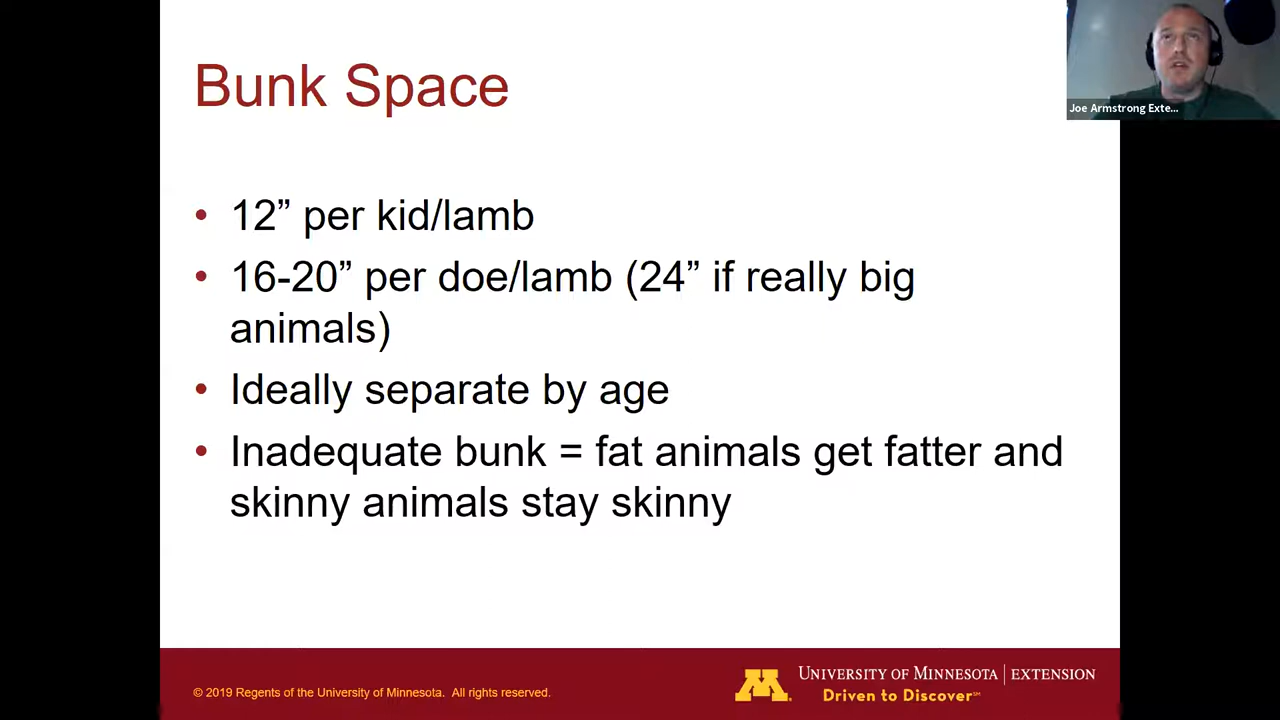 Bunk Space
Joe Armstrong Exte...
• 12” per kid/lamb
• 16-20” per doe/lamb (24” if really big
animals)
• Ideally separate by age
• Inadequate bunk = fat animals get fatter and
skinny animals stay skinny
© 2019 Regents of the University of Minnesota. All rights reserved.
UNIVERSITY OF MINNESOTA | EXTENSION
Driven to Discover℠